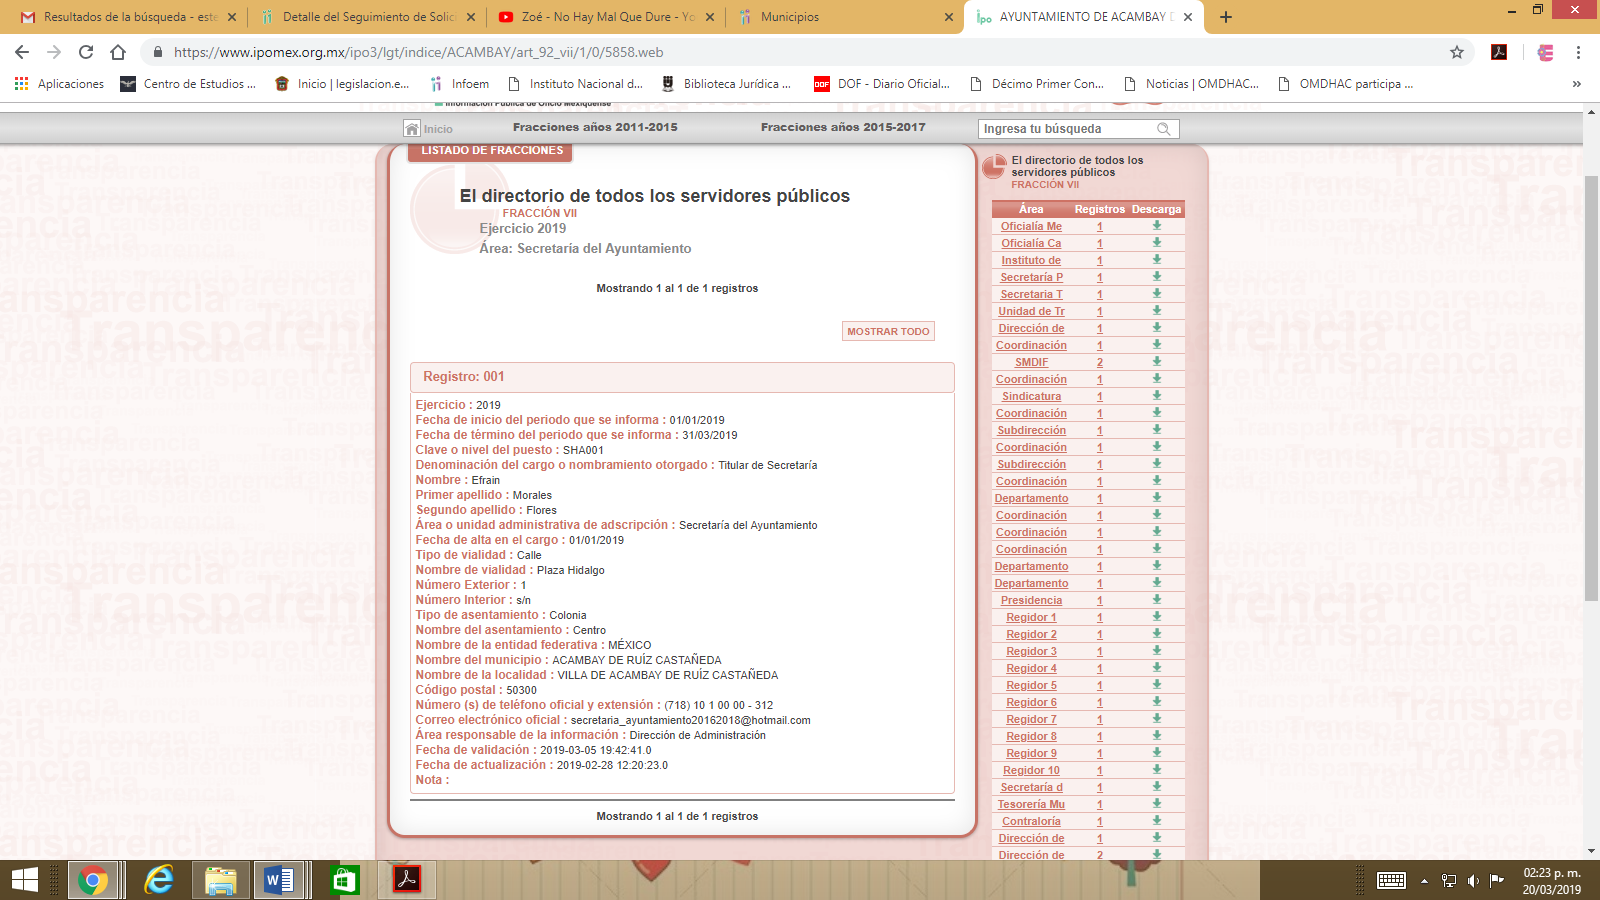 Resultados de la búsqueda - este
Detalle del Seguimiento de Solic
Zoé - No Hay Mal Que Dure - Yo
Municipios
AYUNTAMIENTO DE ACAMBAY D
https://www.ipomex.org.mx/ipo3/lgt/indice/ACAMBAY/art_92_vii/1/0/5858.web
Aplicaciones
Centro de Estudios ...
Inicio | legislacion.e...
Infoem
Instituto Nacional d...
Biblioteca Jurídica ...
DOF - Diario Oficial...
Décimo Primer Con...
Noticias | OMDHAC...
OMDHAC participa ...
»
Información Pública de Oficio Mexiquense
Inicio
Fracciones años 2011-2015
Fracciones años 2015-2017
Ingresa tu búsqueda
LISTADO DE FRACCIONES
El directorio de todos los servidores públicos
FRACCIÓN VII
Ejercicio 2019
Área: Secretaría del Ayuntamiento
Mostrando 1 al 1 de 1 registros
MOSTRAR TODO
Registro: 001
Ejercicio : 2019
Fecha de inicio del periodo que se informa : 01/01/2019
Fecha de término del periodo que se informa : 31/03/2019
Clave o nivel del puesto : SHA001
Denominación del cargo o nombramiento otorgado : Titular de Secretaría
Nombre : Efrain
Primer apellido : Morales
Segundo apellido : Flores
Área o unidad administrativa de adscripción : Secretaría del Ayuntamiento
Fecha de alta en el cargo : 01/01/2019
Tipo de vialidad : Calle
Nombre de vialidad : Plaza Hidalgo
Número Exterior : 1
Número Interior : s/n
Tipo de asentamiento : Colonia
Nombre del asentamiento : Centro
Nombre de la entidad federativa : MÉXICO
Nombre del municipio : ACAMBAY DE RUÍZ CASTAÑEDA
Nombre de la localidad : VILLA DE ACAMBAY DE RUÍZ CASTAÑEDA
Código postal : 50300
Número (s) de teléfono oficial y extensión : (718) 10 1 00 00 - 312
Correo electrónico oficial : secretaria_ayuntamiento20162018@hotmail.com
Área responsable de la información : Dirección de Administración
Fecha de validación : 2019-03-05 19:42:41.0
Fecha de actualización : 2019-02-28 12:20:23.0
Nota :
Mostrando 1 al 1 de 1 registros
El directorio de todos los
servidores públicos
FRACCIÓN VII
Área Registros Descarga
Oficialía Me 1
Oficialía Ca 1
Instituto de 1
Secretaría P 1
Secretaria T 1
Unidad de Tr 1
Dirección de 1
Coordinación 1
SMDIF 2
Coordinación 1
Sindicatura 1
Coordinación 1
Subdirección 1
Coordinación 1
Subdirección 1
Coordinación 1
Departamento 1
Coordinación 1
Coordinación 1
Coordinación 1
Departamento 1
Departamento 1
Presidencia 1
Regidor 1 1
Regidor 2 1
Regidor 3 1
Regidor 4 1
Regidor 5 1
Regidor 6 1
Regidor 7 1
Regidor 8 1
Regidor 9 1
Regidor 10 1
Secretaría d 1
Tesorería Mu 1
Contraloría 1
Dirección de 1
Dirección de 2
02:23 p. m.
20/03/2019